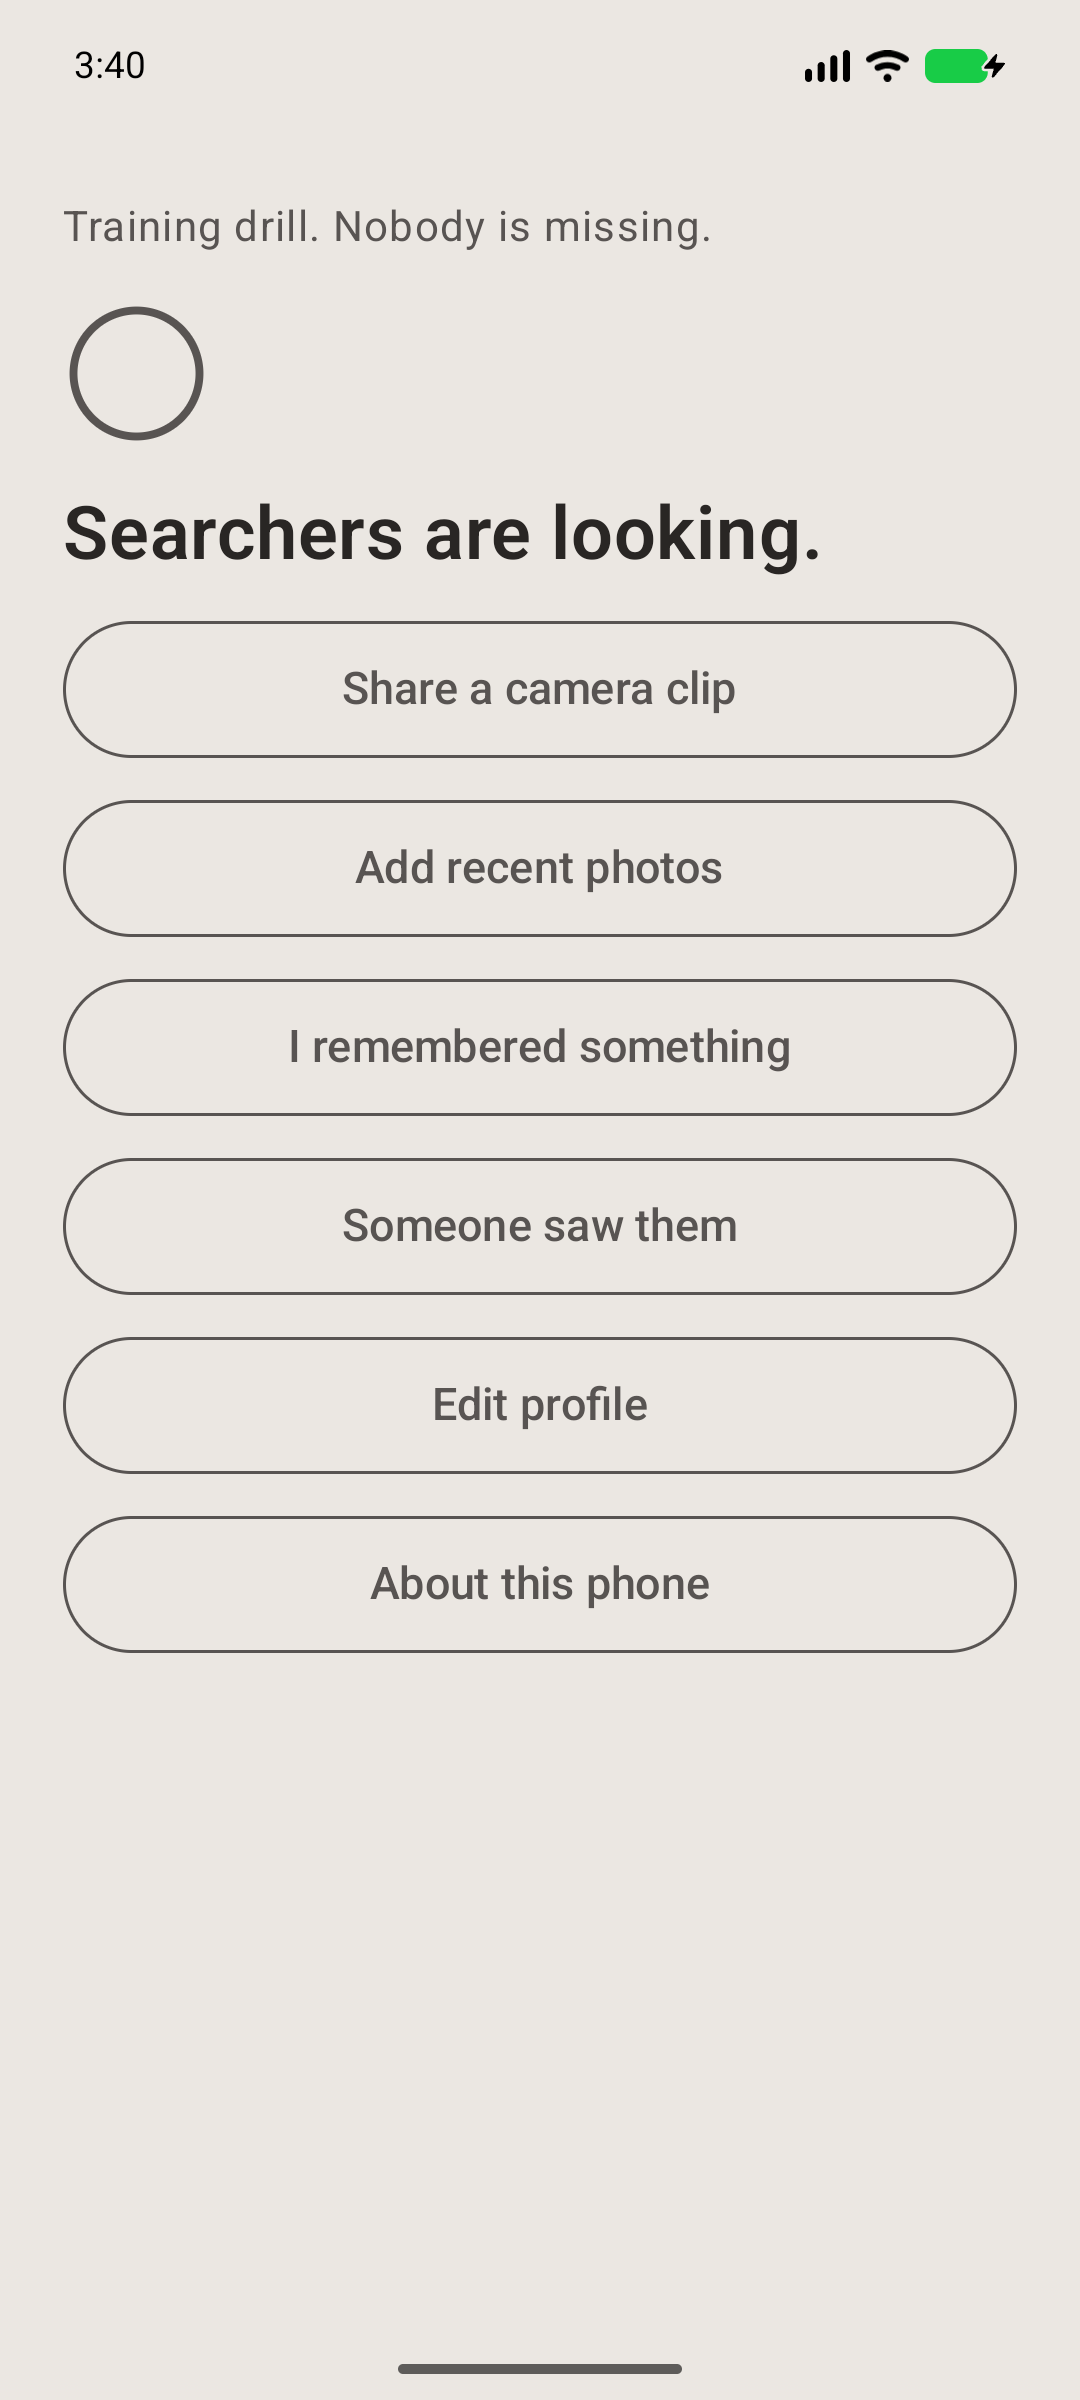 3:40
Training drill. Nobody is missing.
Searchers are looking.
Share a camera clip
Add recent photos
I remembered something
Someone saw them
Edit profile
About this phone